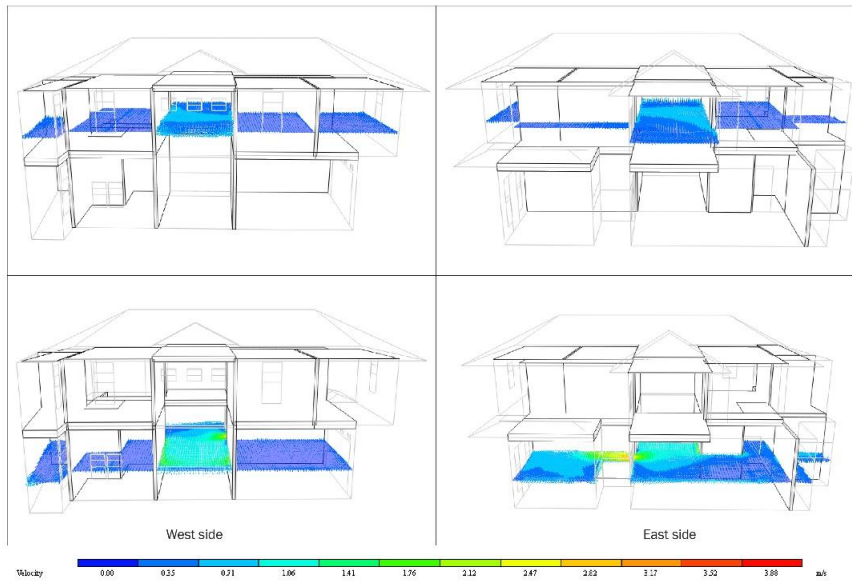 West side
East side
Velocity 0.00 0.35 0.71 1.06 1.41 1.76 2.12 2.47 2.82 3.17 3.52 3.88 m/s